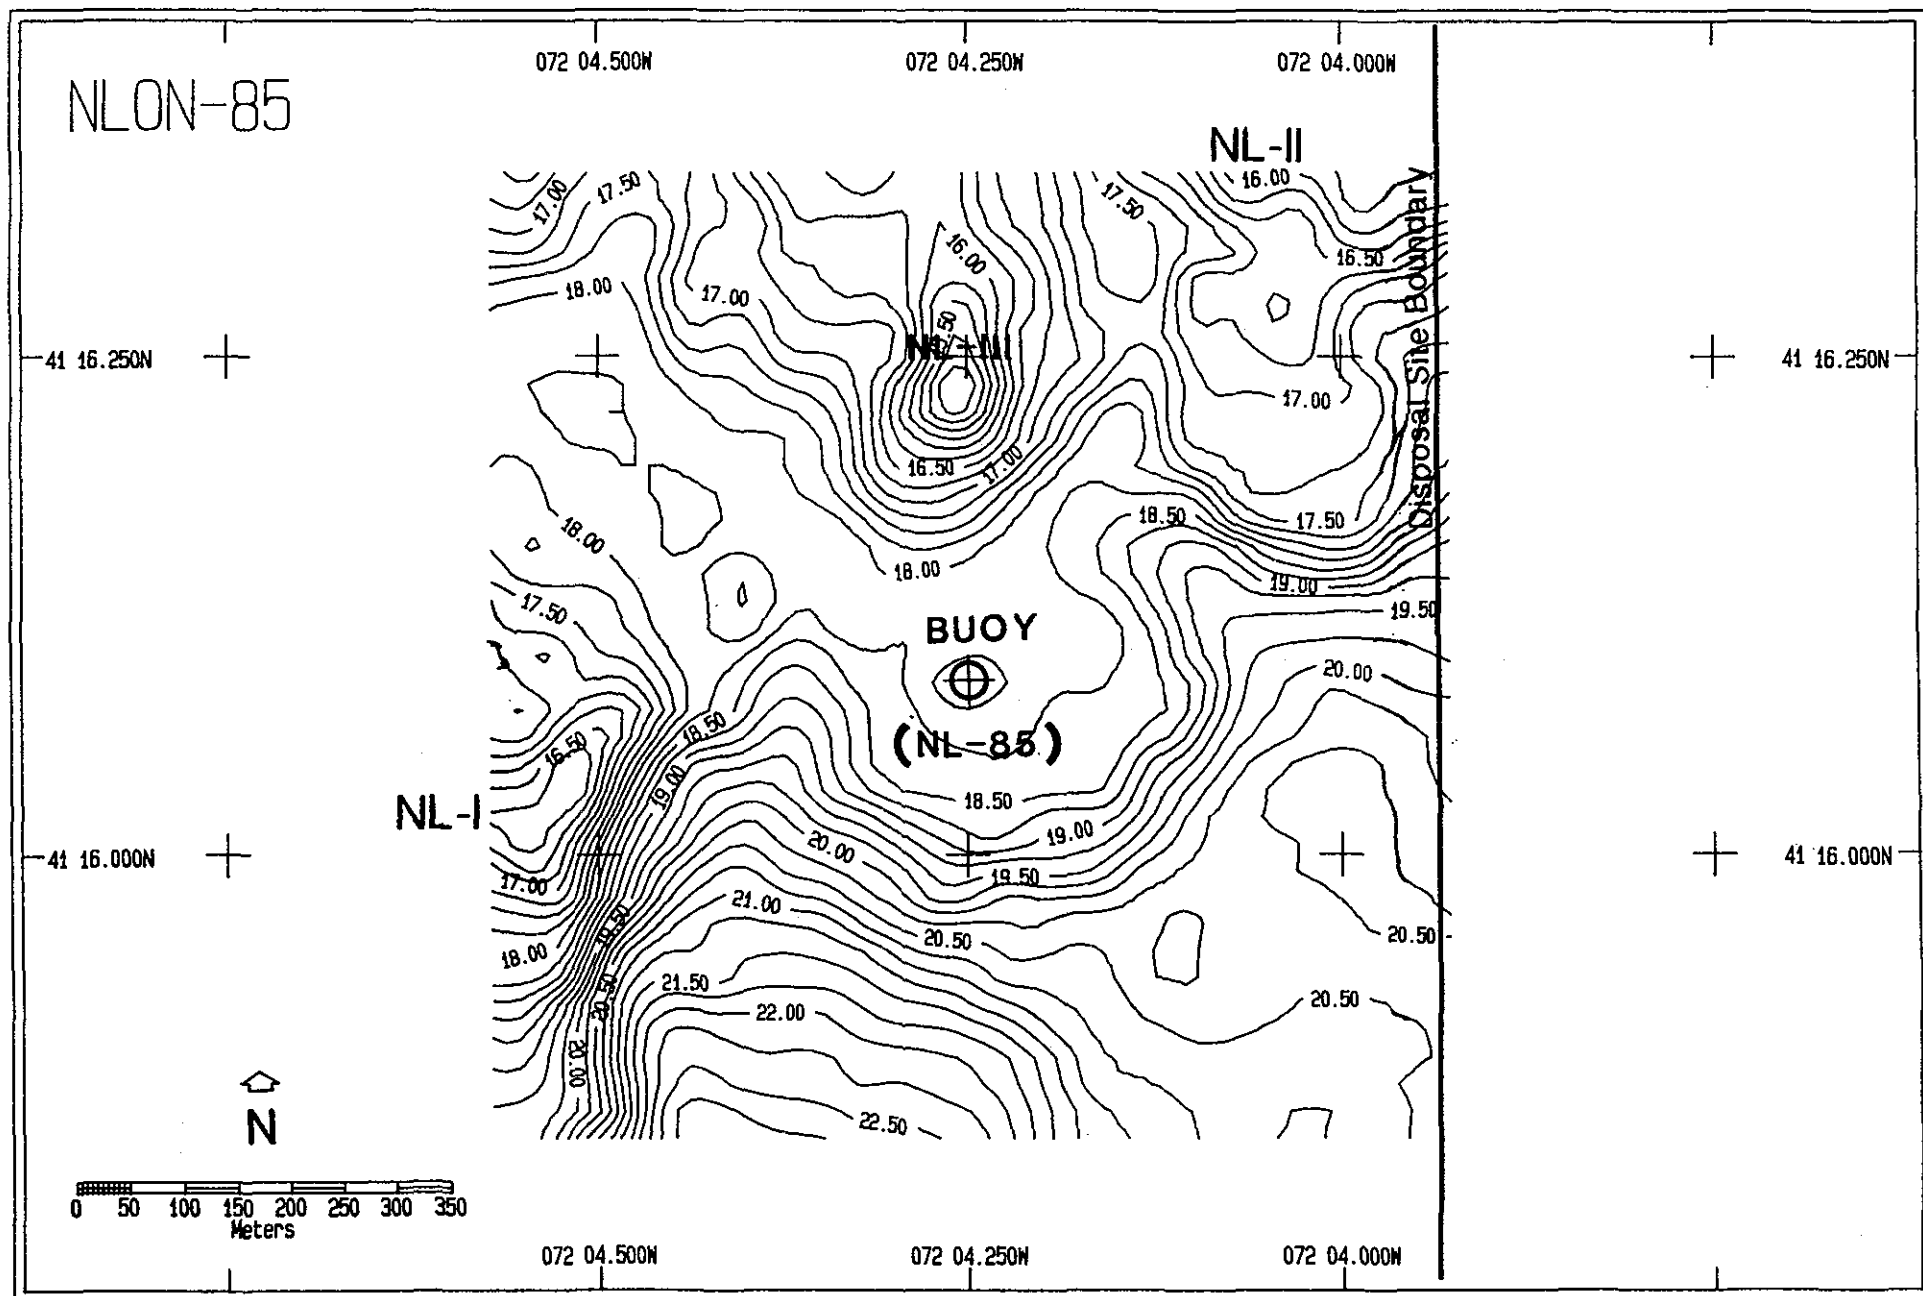 072 04.500W 072 04.250W 072 04.000W
NLON-85
NL-II
17.00 17.50 17.50 16.00
16.00 16.50
18.00 17.00
Disposal Site Boundary
41 16.250N 41 16.250N
17.00
16.50 17.00
18.50 17.50
18.00 18.00
19.00
17.50 19.50
BUOY
20.00
18.50
(NL-85)
16.50
19.00 18.50
NL-I
19.00
20.00
41 16.000N 41 16.000N
17.00 19.50
21.00
19.50 20.50 20.50
18.00
21.50 20.50
20.50 22.00
20.00
N
22.50
0 50 100 150 200 250 300 350
Meters
072 04.500W 072 04.250W 072 04.000W